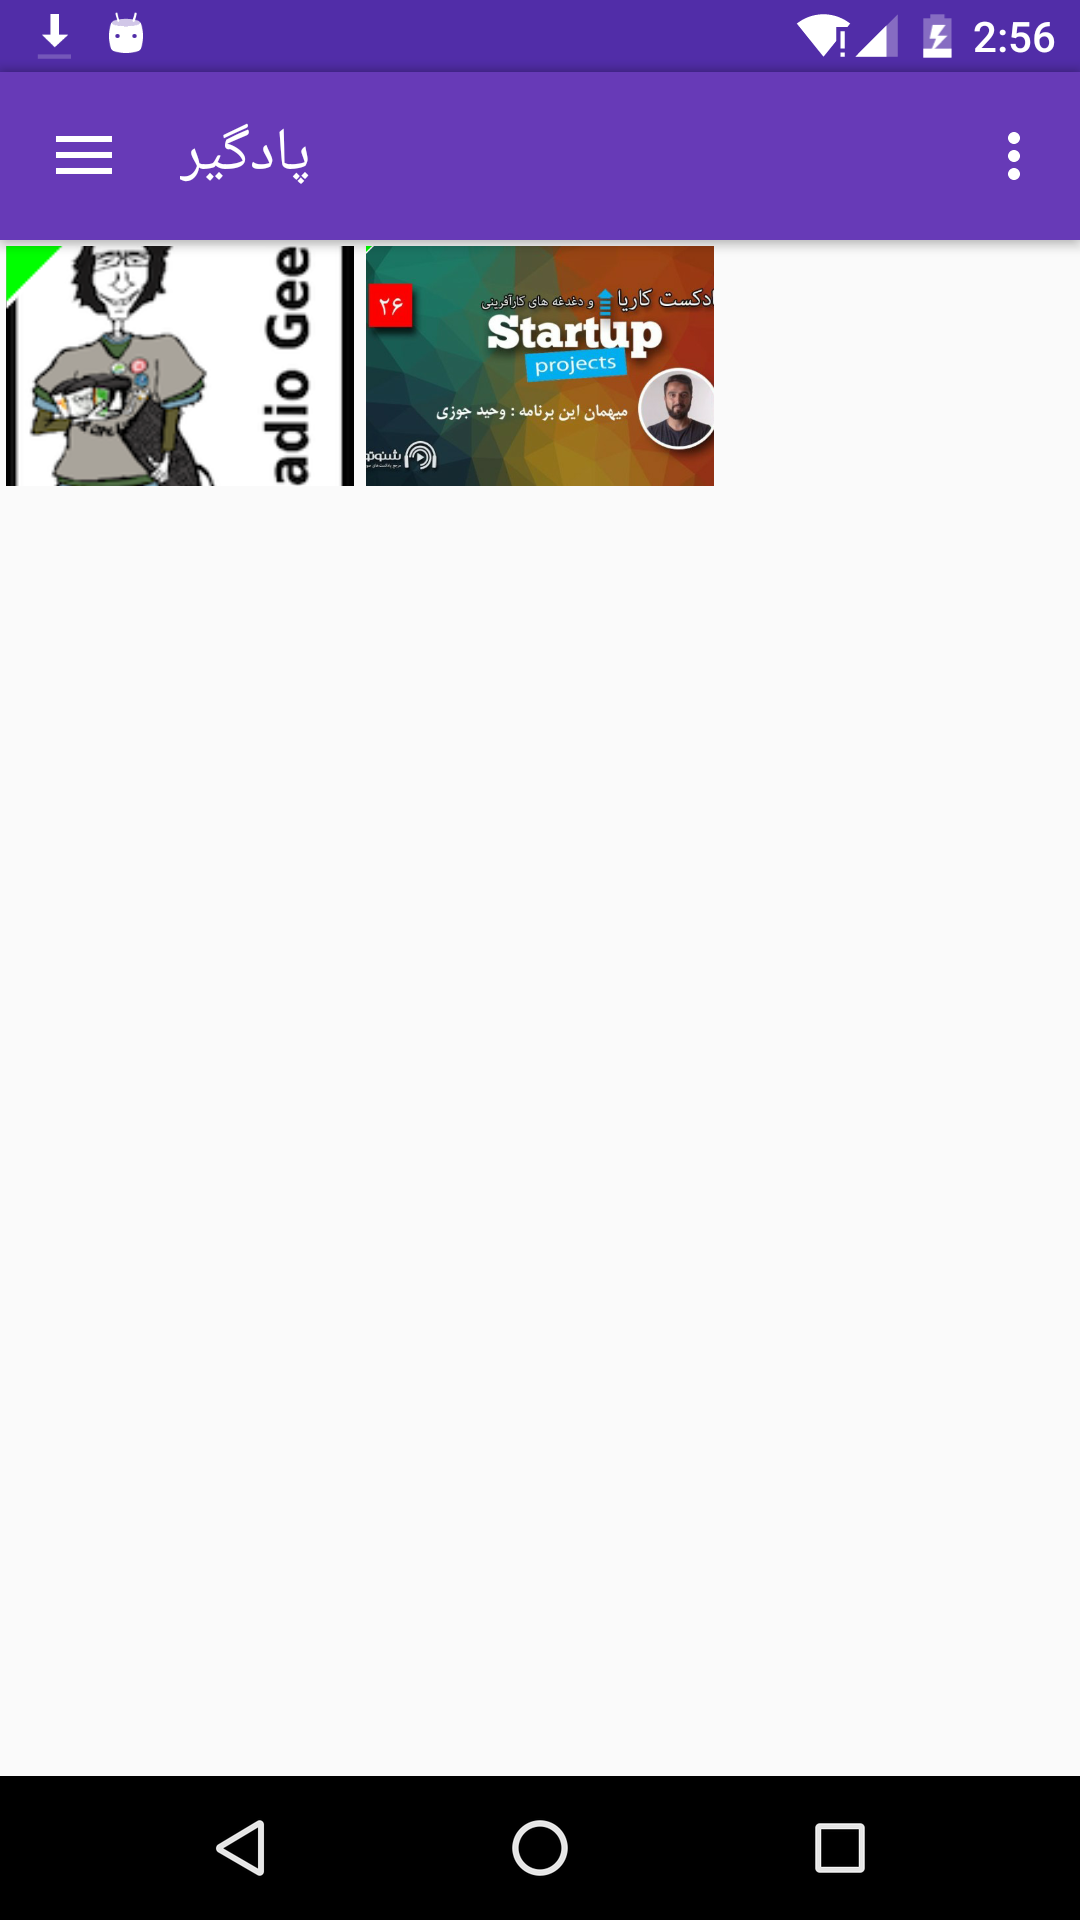 2:56
پادگیر
adio Gee
ادکست کاریا و دغدغه های کارآفرینی
۲۶
Startup
projects
میهمان این برنامه : وحید جوزی
شنوتو